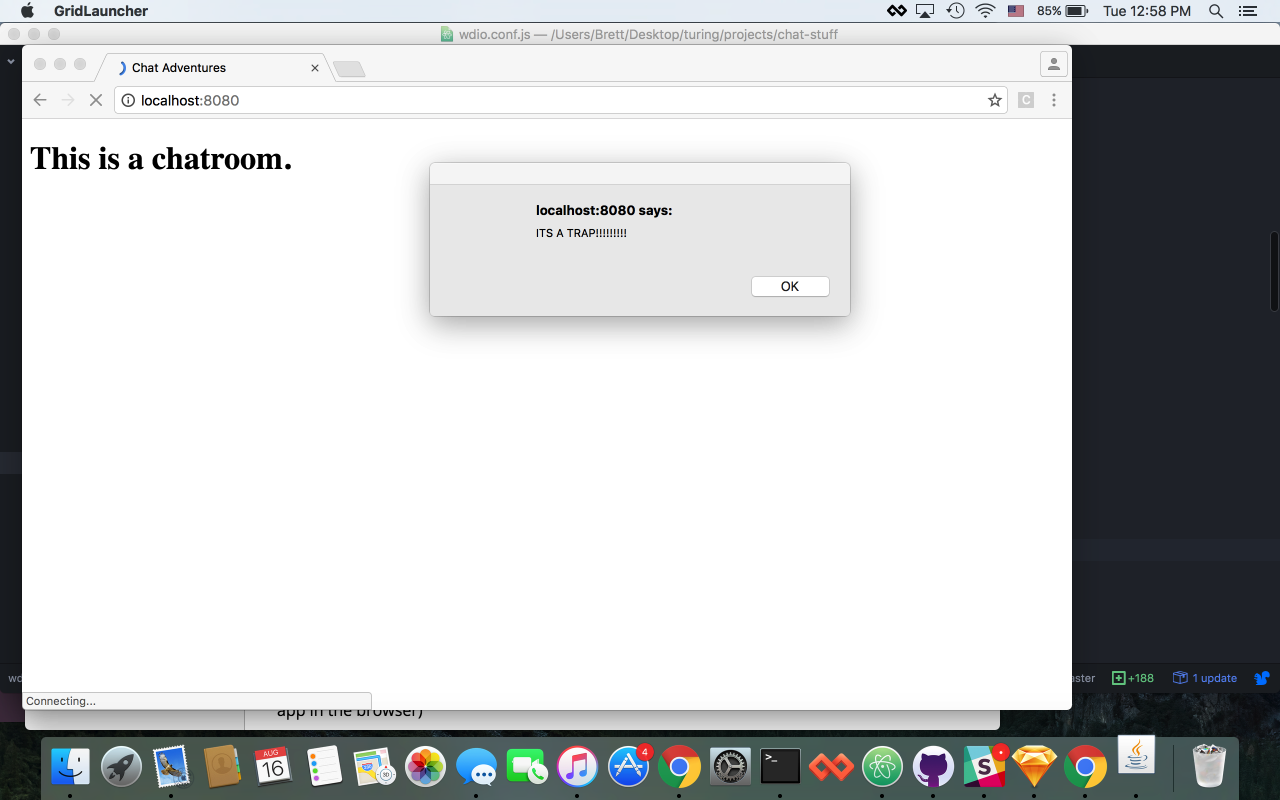 GridLauncher
85%
Tue 12:58 PM
wdio.conf.js — /Users/Brett/Desktop/turing/projects/chat-stuff
Chat Adventures
localhost:8080
C
This is a chatroom.
localhost:8080 says:
ITS A TRAP!!!!!!!!!
OK
aster
+188
1 update
Connecting...
app in the browser)
AUG
16
3D
4
>_
S